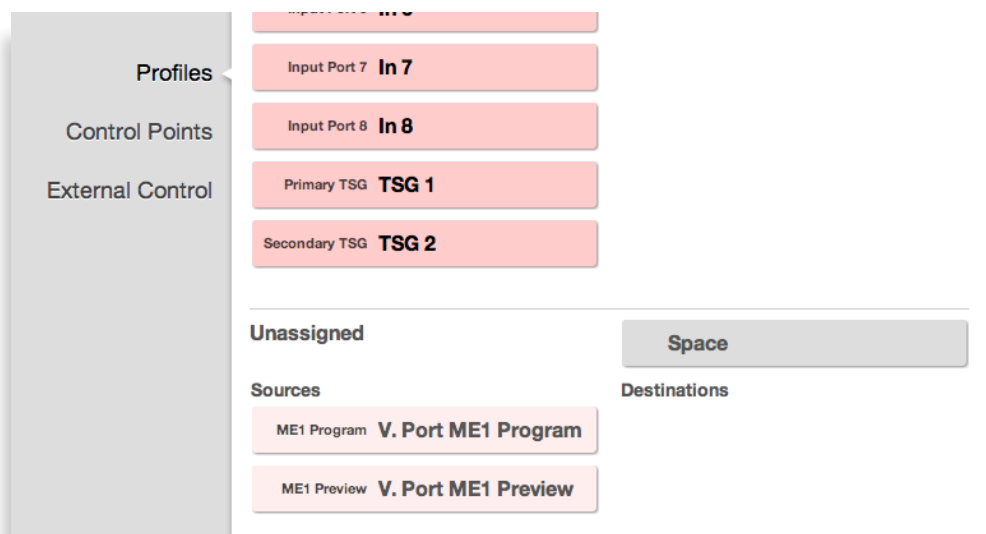 Profiles
Control Points
External Control
Input Port 7 In 7
Input Port 8 In 8
Primary TSG TSG 1
Secondary TSG TSG 2
Unassigned
Space
Sources
Destinations
ME1 Program V. Port ME1 Program
ME1 Preview V. Port ME1 Preview